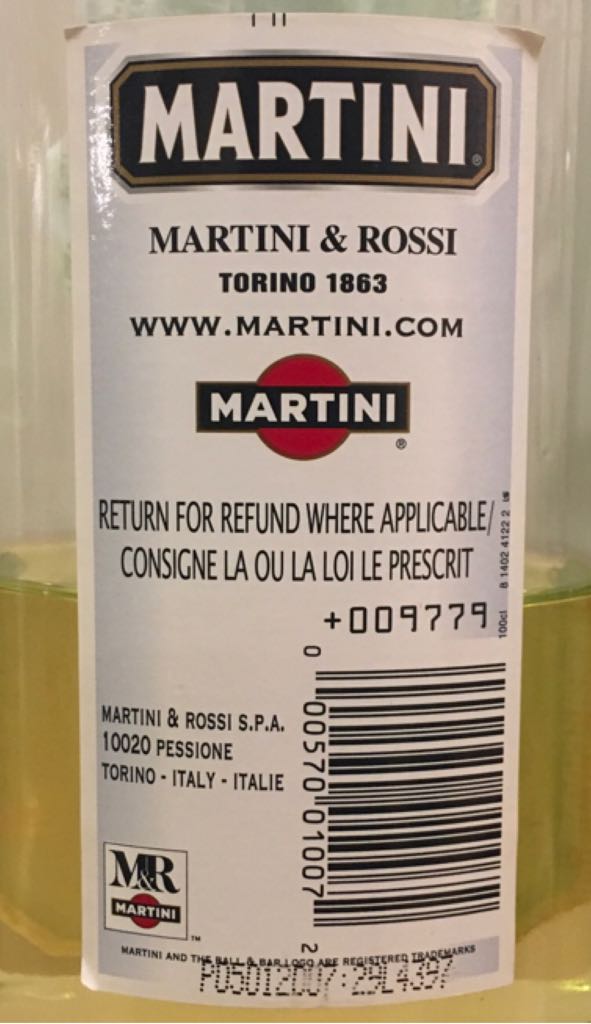 MARTINI®
MARTINI & ROSSI
TORINO 1863
WWW.MARTINI.COM
MARTINI®
RETURN FOR REFUND WHERE APPLICABLE/
CONSIGNE LA OU LA LOI LE PRESCRIT
+009779
100cl 8 1402 4122 2
0 00570 01007 2
MARTINI & ROSSI S.P.A.
10020 PESSIONE
TORINO - ITALY - ITALIE
M&R
MARTINI
™
MARTINI AND THE BALL & BAR LOGO ARE REGISTERED TRADEMARKS